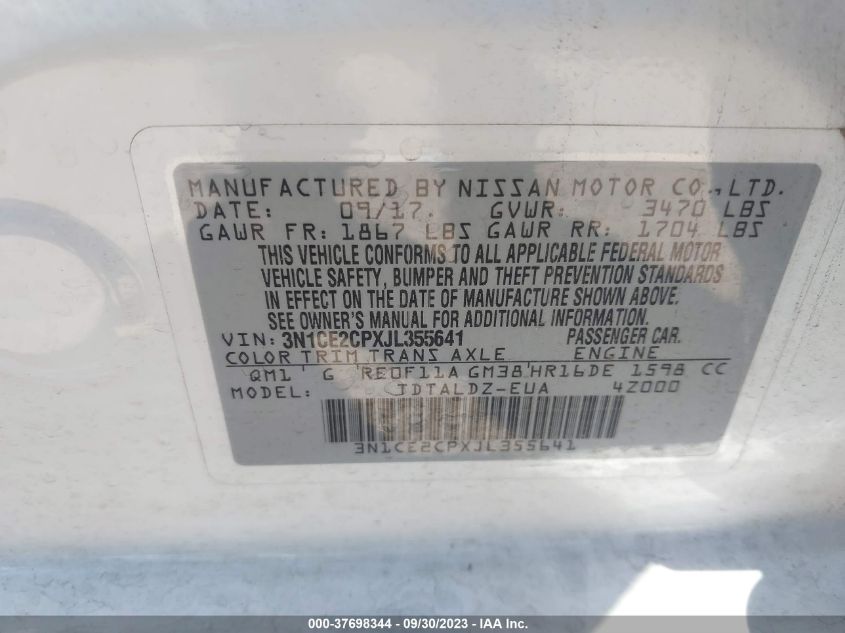 MANUFACTURED BY NISSAN MOTOR CO., LTD.
DATE: 09/17. GVWR: 3470 LBS
GAWR FR: 1867 LBS GAWR RR: 1704 LBS
THIS VEHICLE CONFORMS TO ALL APPLICABLE FEDERAL MOTOR
VEHICLE SAFETY, BUMPER AND THEFT PREVENTION STANDARDS
IN EFFECT ON THE DATE OF MANUFACTURE SHOWN ABOVE.
SEE OWNER'S MANUAL FOR ADDITIONAL INFORMATION.
VIN: 3N1CE2CPXJL355641 PASSENGER CAR.
COLOR TRIM TRANS AXLE ENGINE
QM1 ' G 'RE0F11A GM38'HR16DE 1598 CC
MODEL: JDTALDZ-EUA 4Z000
3N1CE2CPXJL355641
000-37698344 / 09/30/2023 - IAA Inc.